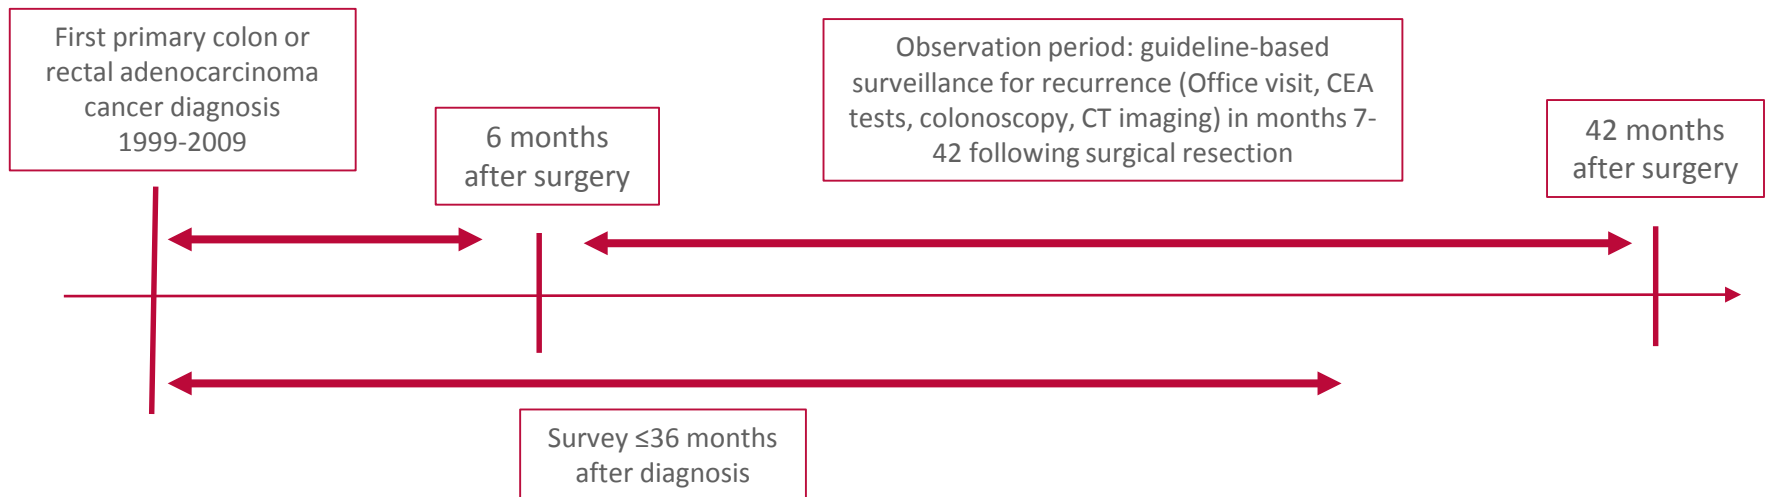 First primary colon or
rectal adenocarcinoma
cancer diagnosis
1999-2009
6 months
after surgery
Observation period: guideline-based
surveillance for recurrence (Office visit, CEA
tests, colonoscopy, CT imaging) in months 7-
42 following surgical resection
42 months
after surgery
Survey ≤36 months
after diagnosis